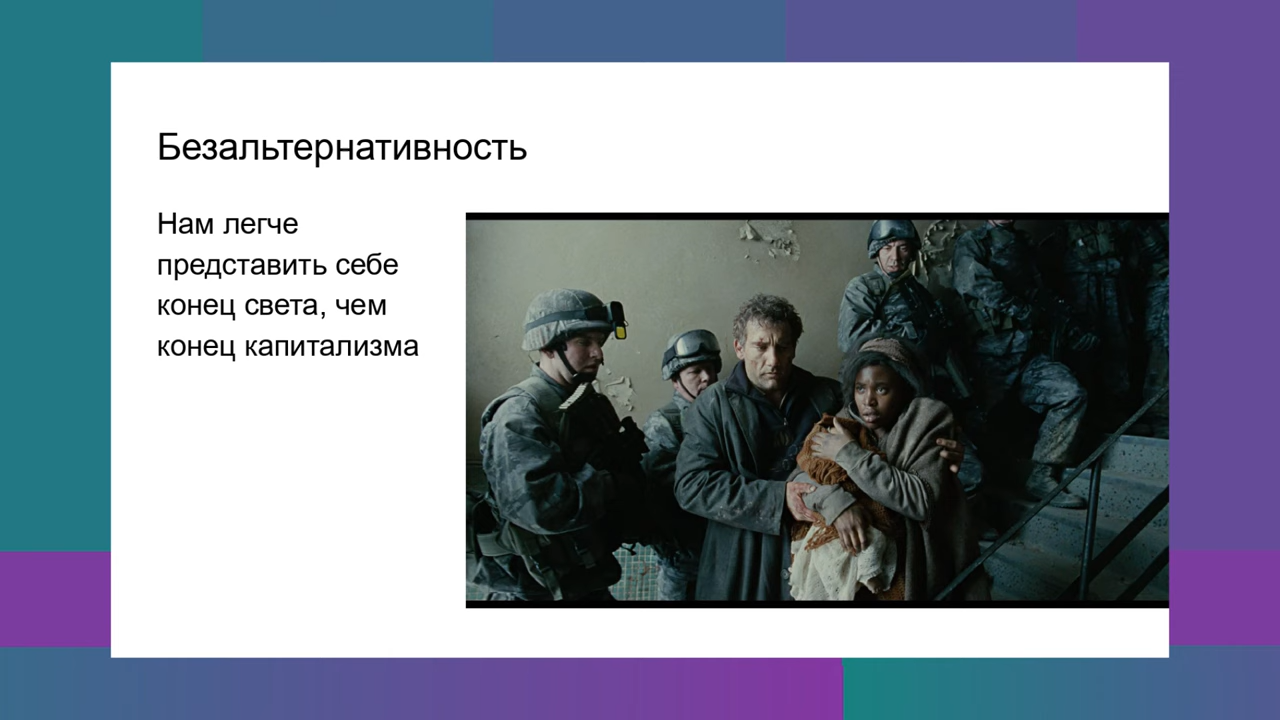 Безальтернативность
Нам легче
представить себе
конец света, чем
конец капитализма